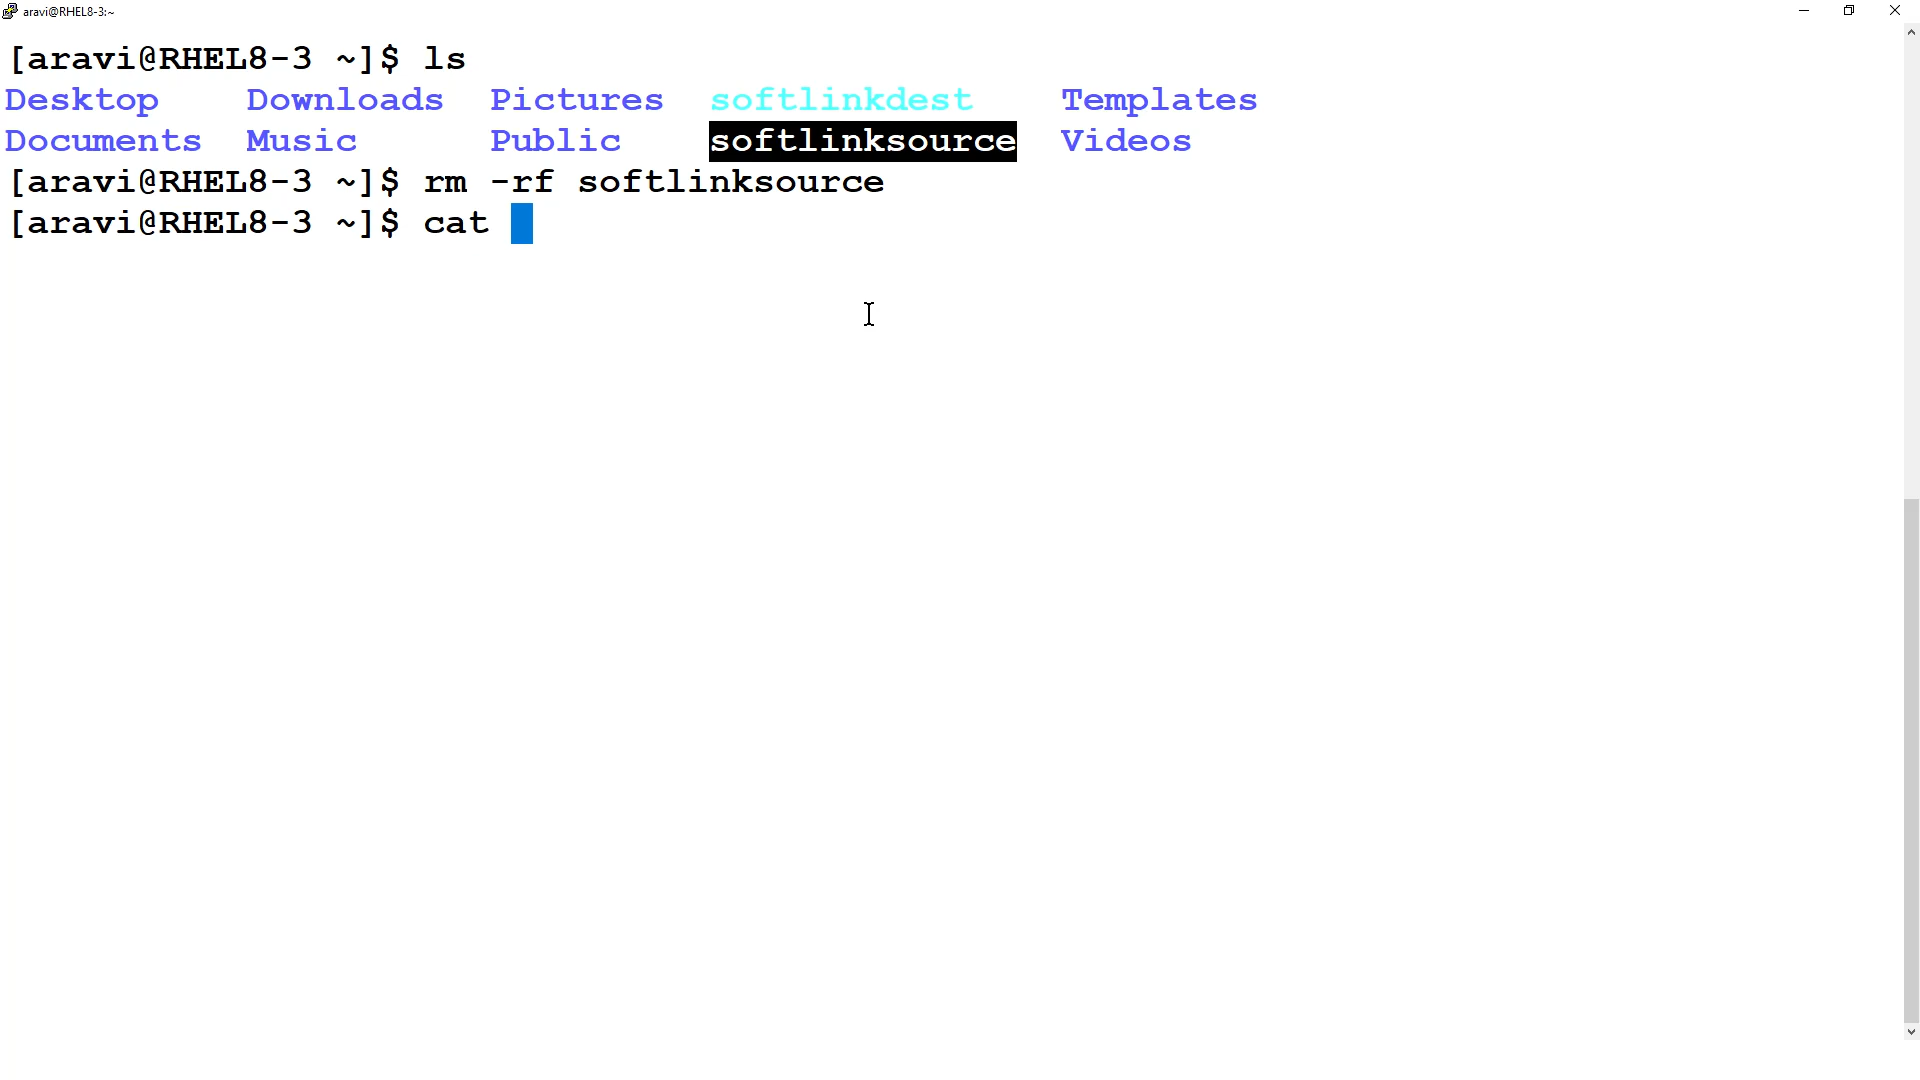 aravi@RHEL8-3:~
[aravi@RHEL8-3 ~]$ ls
Desktop    Downloads  Pictures  softlinkdest    Templates
Documents  Music      Public    softlinksource  Videos
[aravi@RHEL8-3 ~]$ rm -rf softlinksource
[aravi@RHEL8-3 ~]$ cat